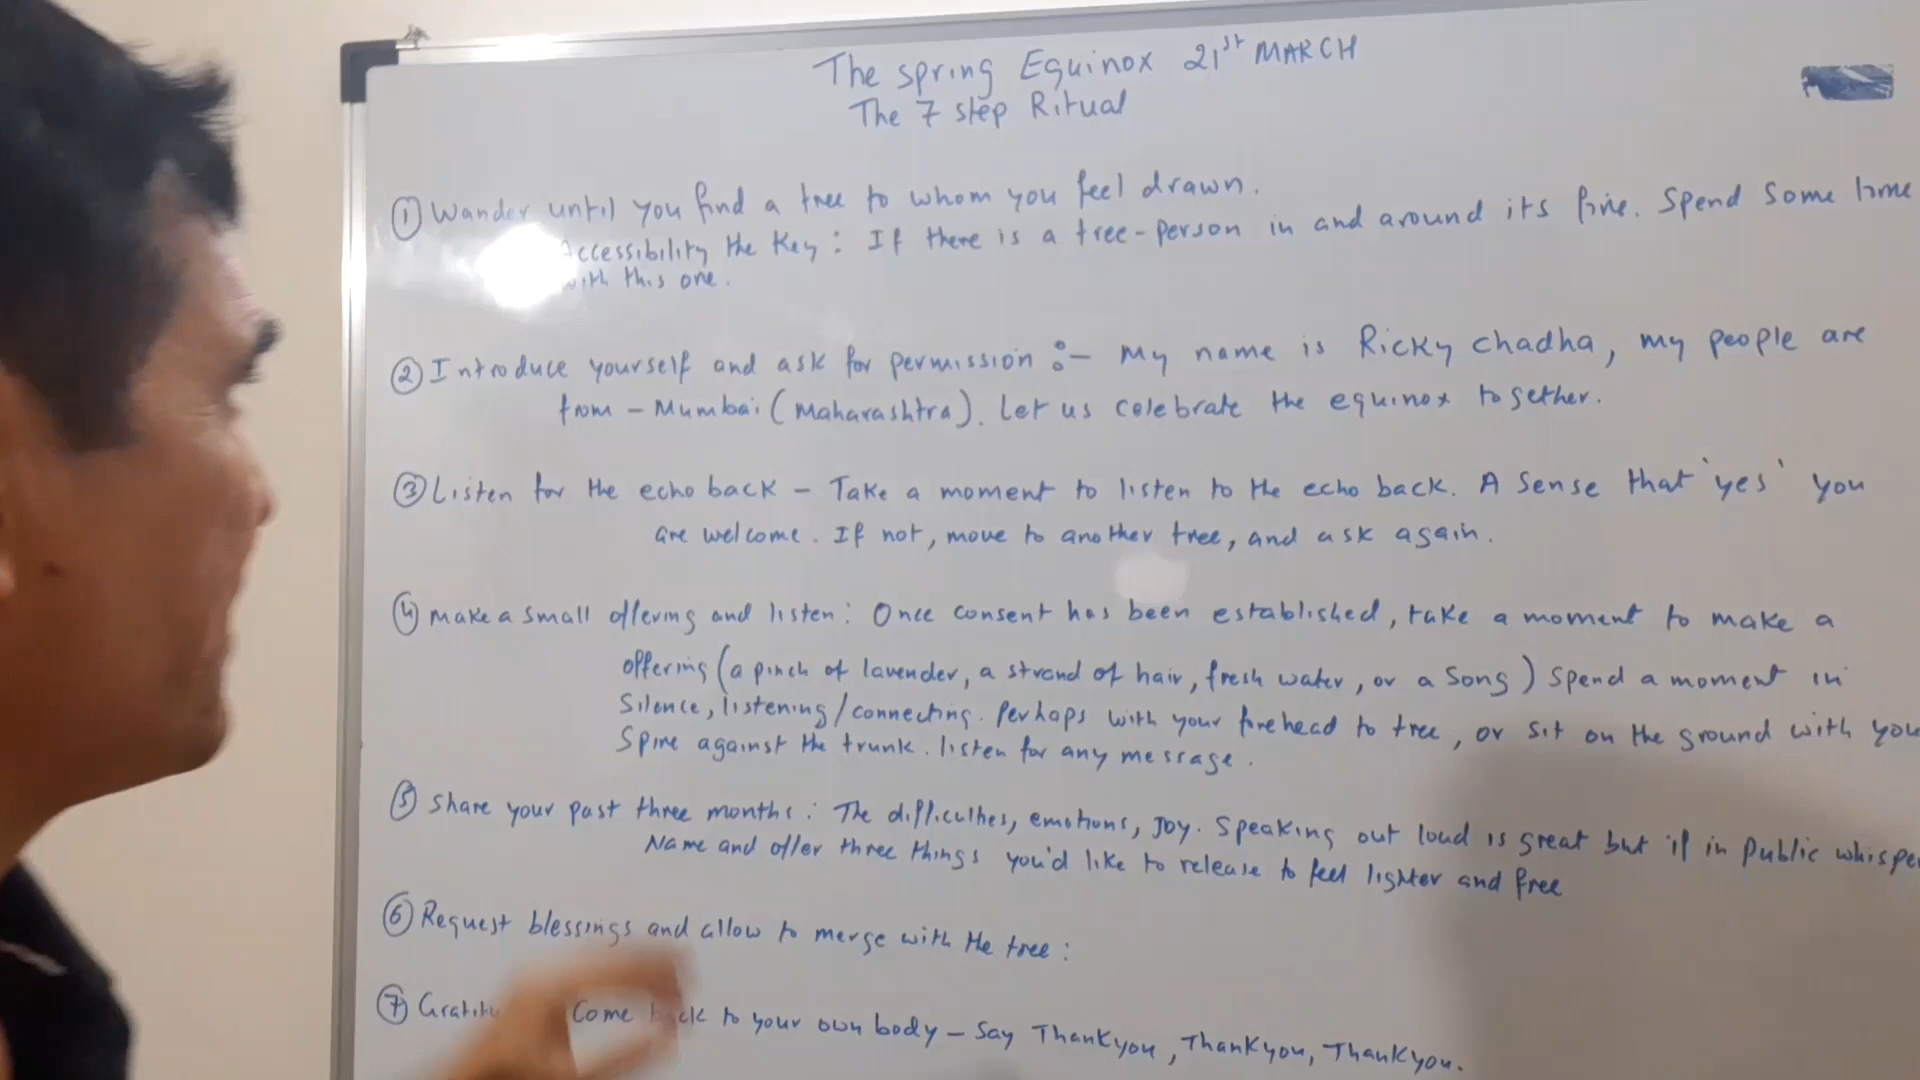 The spring Equinox 21st MARCH
The 7 step Ritual
① Wander until you find a tree to whom you feel drawn.
Accessibility the Key: If there is a tree-person in and around its fine. Spend Some time
with this one.
② Introduce yourself and ask for permission :- My name is Ricky chadha, my people are
from - Mumbai (Maharashtra). Let us celebrate the equinox together.
③ Listen for the echo back - Take a moment to listen to the echo back. A Sense that 'yes' you
are welcome. If not, move to another tree, and ask again.
④ make a small offering and listen: Once consent has been established, take a moment to make a
offering (a pinch of lavender, a strand of hair, fresh water, or a Song) Spend a moment in
Silence, listening/connecting. Perhaps with your forehead to tree, or sit on the ground with you
Spine against the trunk. listen for any message.
⑤ Share your past three months: The difficulties, emotions, Joy. Speaking out loud is great but if in public whispe
Name and offer three things you'd like to release to feel lighter and free
⑥ Request blessings and allow to merge with the tree:
⑦ Come back to your own body - Say Thankyou, Thankyou, Thankyou.